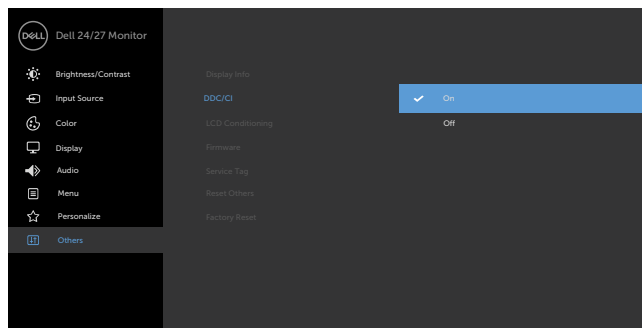 DELL Dell 24/27 Monitor
Brightness/Contrast
Display Info
Input Source
DDC/CI
On
Color
LCD Conditioning
Off
Display
Firmware
Audio
Service Tag
Menu
Reset Others
Personalize
Factory Reset
Others